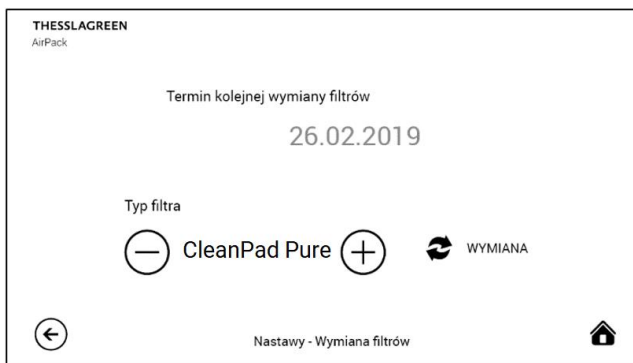 THESSLAGREEN
AirPack
Termin kolejnej wymiany filtrów
26.02.2019
Typ filtra
CleanPad Pure
WYMIANA
Nastawy - Wymiana filtrów